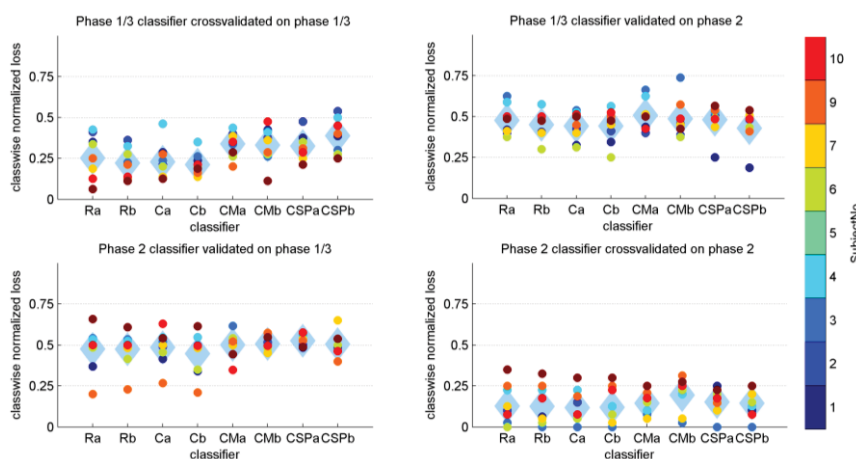 Phase 1/3 classifier crossvalidated on phase 1/3
classwise normalized loss
0.75
0.5
0.25
0
Ra Rb Ca Cb CMa CMb CSPa CSPb
classifier
Phase 1/3 classifier validated on phase 2
classwise normalized loss
0.75
0.5
0.25
0
Ra Rb Ca Cb CMa CMb CSPa CSPb
classifier
Phase 2 classifier validated on phase 1/3
classwise normalized loss
0.75
0.5
0.25
0
Ra Rb Ca Cb CMa CMb CSPa CSPb
classifier
Phase 2 classifier crossvalidated on phase 2
classwise normalized loss
0.75
0.5
0.25
0
Ra Rb Ca Cb CMa CMb CSPa CSPb
classifier
10
9
8
7
6
5
4
3
2
1